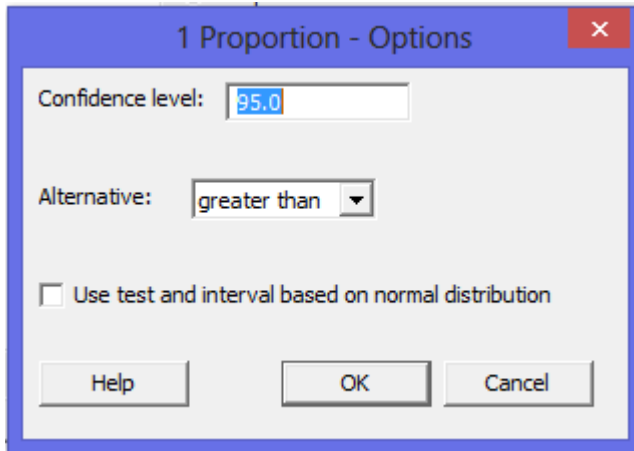 1 Proportion - Options
Confidence level: 95.0
Alternative: greater than
Use test and interval based on normal distribution
Help OK Cancel